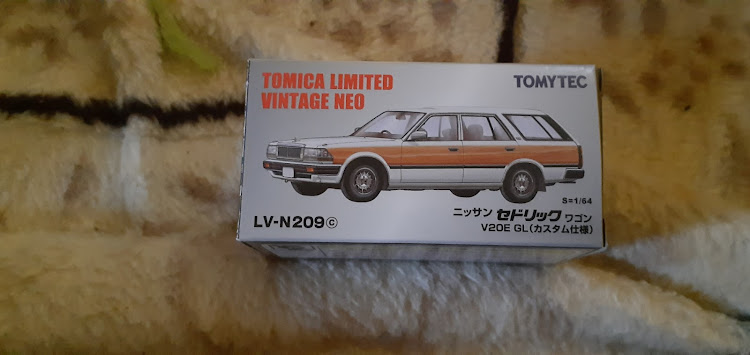 TOMICA LIMITED
VINTAGE NEO
TOMYTEC
S=1/64
LV-N209ⓒ
ニッサン セドリック ワゴン
V20E GL(カスタム仕様)